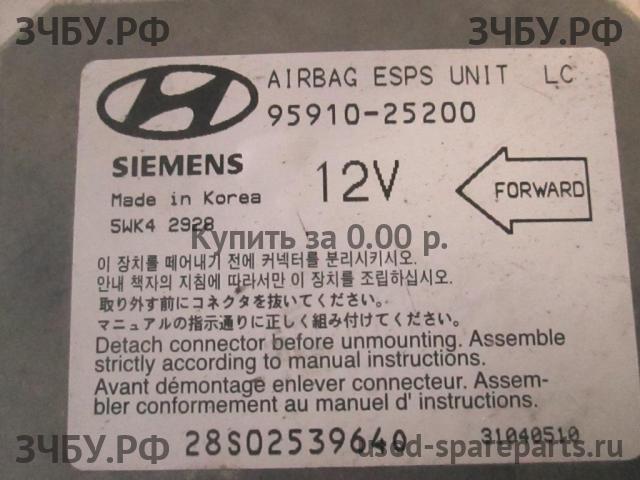 ЗЧБУ.РФ
ЗЧБУ.РФ
AIRBAG ESPS UNIT LC
95910-25200
SIEMENS
12V
FORWARD
Made in Korea
5WK4 2928
Купить за 0.00 р.
이 장치를 떼어내기 전에 커넥터를 분리시키시오.
안내 책자의 지침에 따라서만 이 장치를 조립하십시오.
取り外す前にコネクタを抜いてください。
マニュアルの指示通りに正しく組み付けてください。
Detach connector before unmounting. Assemble
strictly according to manual instructions.
Avant démontage enlever connecteur. Assem-
bler conformement au manuel d' instructions.
28S02539640
31040510
ЗЧБУ.РФ
used-spareparts.ru